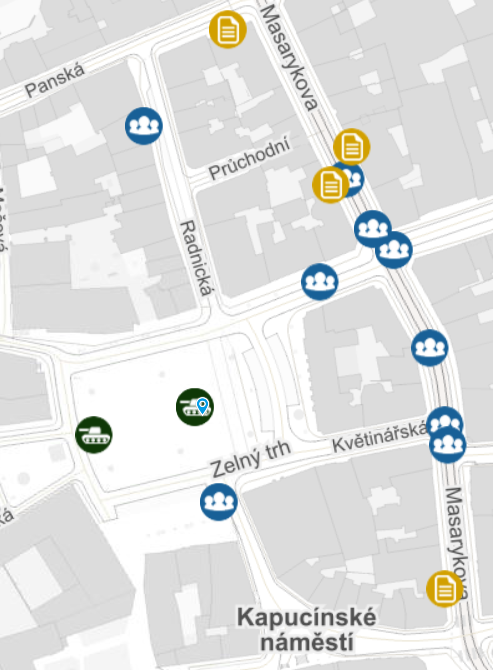 Masarykova
Panská
Průchodní
Radnická
Květinářská
Zelný trh
Masarykova
Kapucínské
náměstí